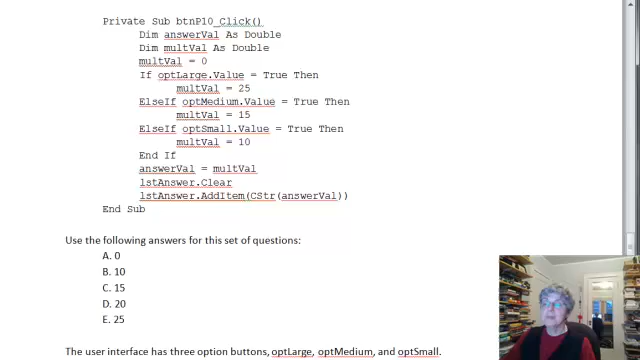 Private Sub btnP10_Click()
Dim answerVal As Double
Dim multVal As Double
multVal = 0
If optLarge.Value = True Then
multVal = 25
ElseIf optMedium.Value = True Then
multVal = 15
ElseIf optSmall.Value = True Then
multVal = 10
End If
answerVal = multVal
lstAnswer.Clear
lstAnswer.AddItem(CStr(answerVal))
End Sub
Use the following answers for this set of questions:
A. 0
B. 10
C. 15
D. 20
E. 25
The user interface has three option buttons, optLarge, optMedium, and optSmall.